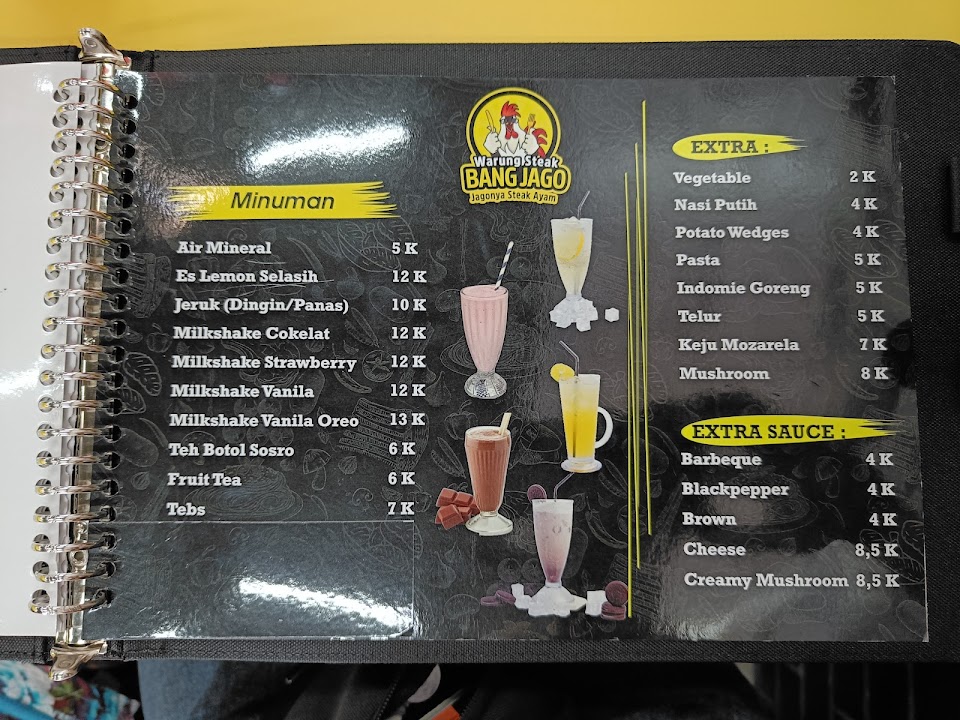 Warung Steak
BANG JAGO
Jagonya Steak Ayam
Minuman
Air Mineral 5 K
Es Lemon Selasih 12 K
Jeruk (Dingin/Panas) 10 K
Milkshake Cokelat 12 K
Milkshake Strawberry 12 K
Milkshake Vanila 12 K
Milkshake Vanila Oreo 13 K
Teh Botol Sosro 6 K
Fruit Tea 6 K
Tebs 7 K
EXTRA :
Vegetable 2 K
Nasi Putih 4 K
Potato Wedges 4 K
Pasta 5 K
Indomie Goreng 5 K
Telur 5 K
Keju Mozarela 7 K
Mushroom 8 K
EXTRA SAUCE :
Barbeque 4 K
Blackpepper 4 K
Brown 4 K
Cheese 8,5 K
Creamy Mushroom 8,5 K